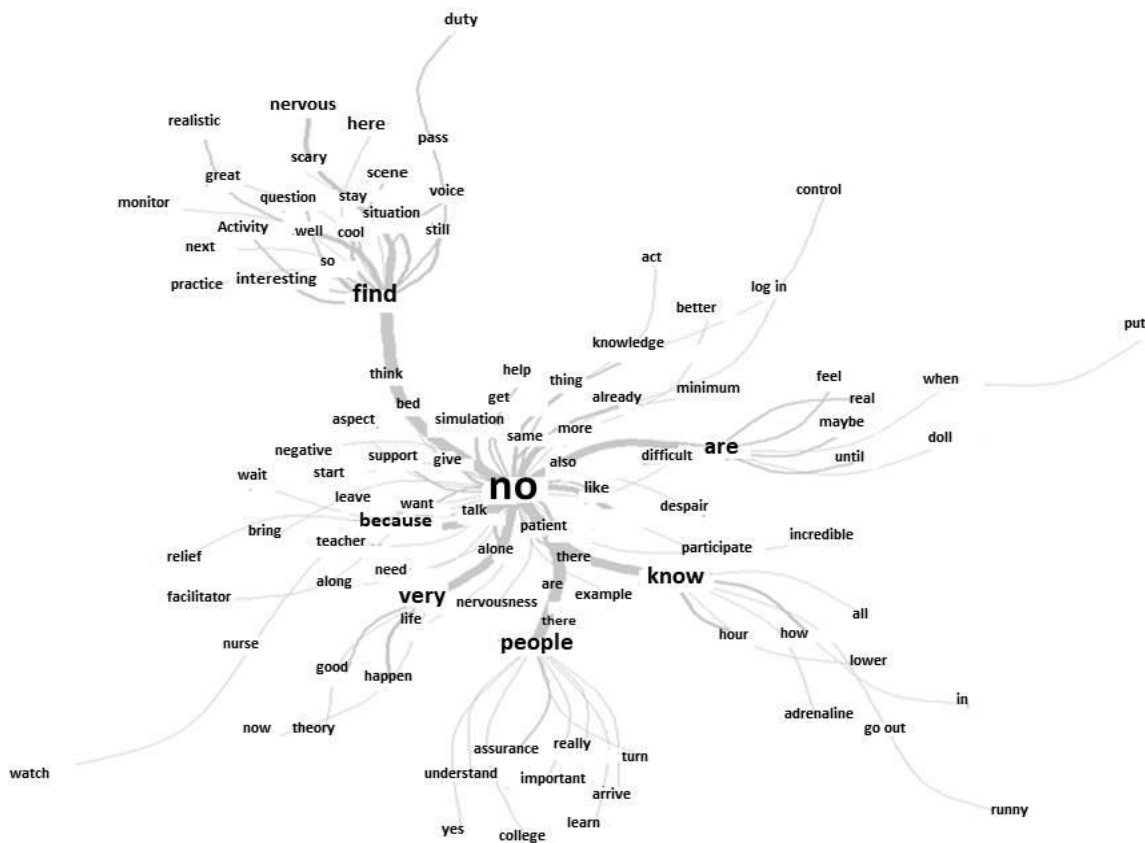 duty
nervous
realistic
here
pass
scary
great
scene
monitor
question
stay
voice
control
situation
Activity
well
cool
still
next
so
act
practice
interesting
find
log in
better
put
knowledge
think
help
thing
feel
when
bed
get
already
minimum
real
aspect
simulation
same
more
maybe
doll
negative
support
give
also
difficult
are
until
wait
start
no
like
leave
want
talk
despair
because
patient
bring
teacher
incredible
relief
alone
there
participate
along
need
are
know
facilitator
very
nervousness
example
life
there
all
nurse
people
hour
how
good
happen
lower
in
now
theory
adrenaline
go out
assurance
really
turn
watch
understand
important
arrive
runny
yes
college
learn